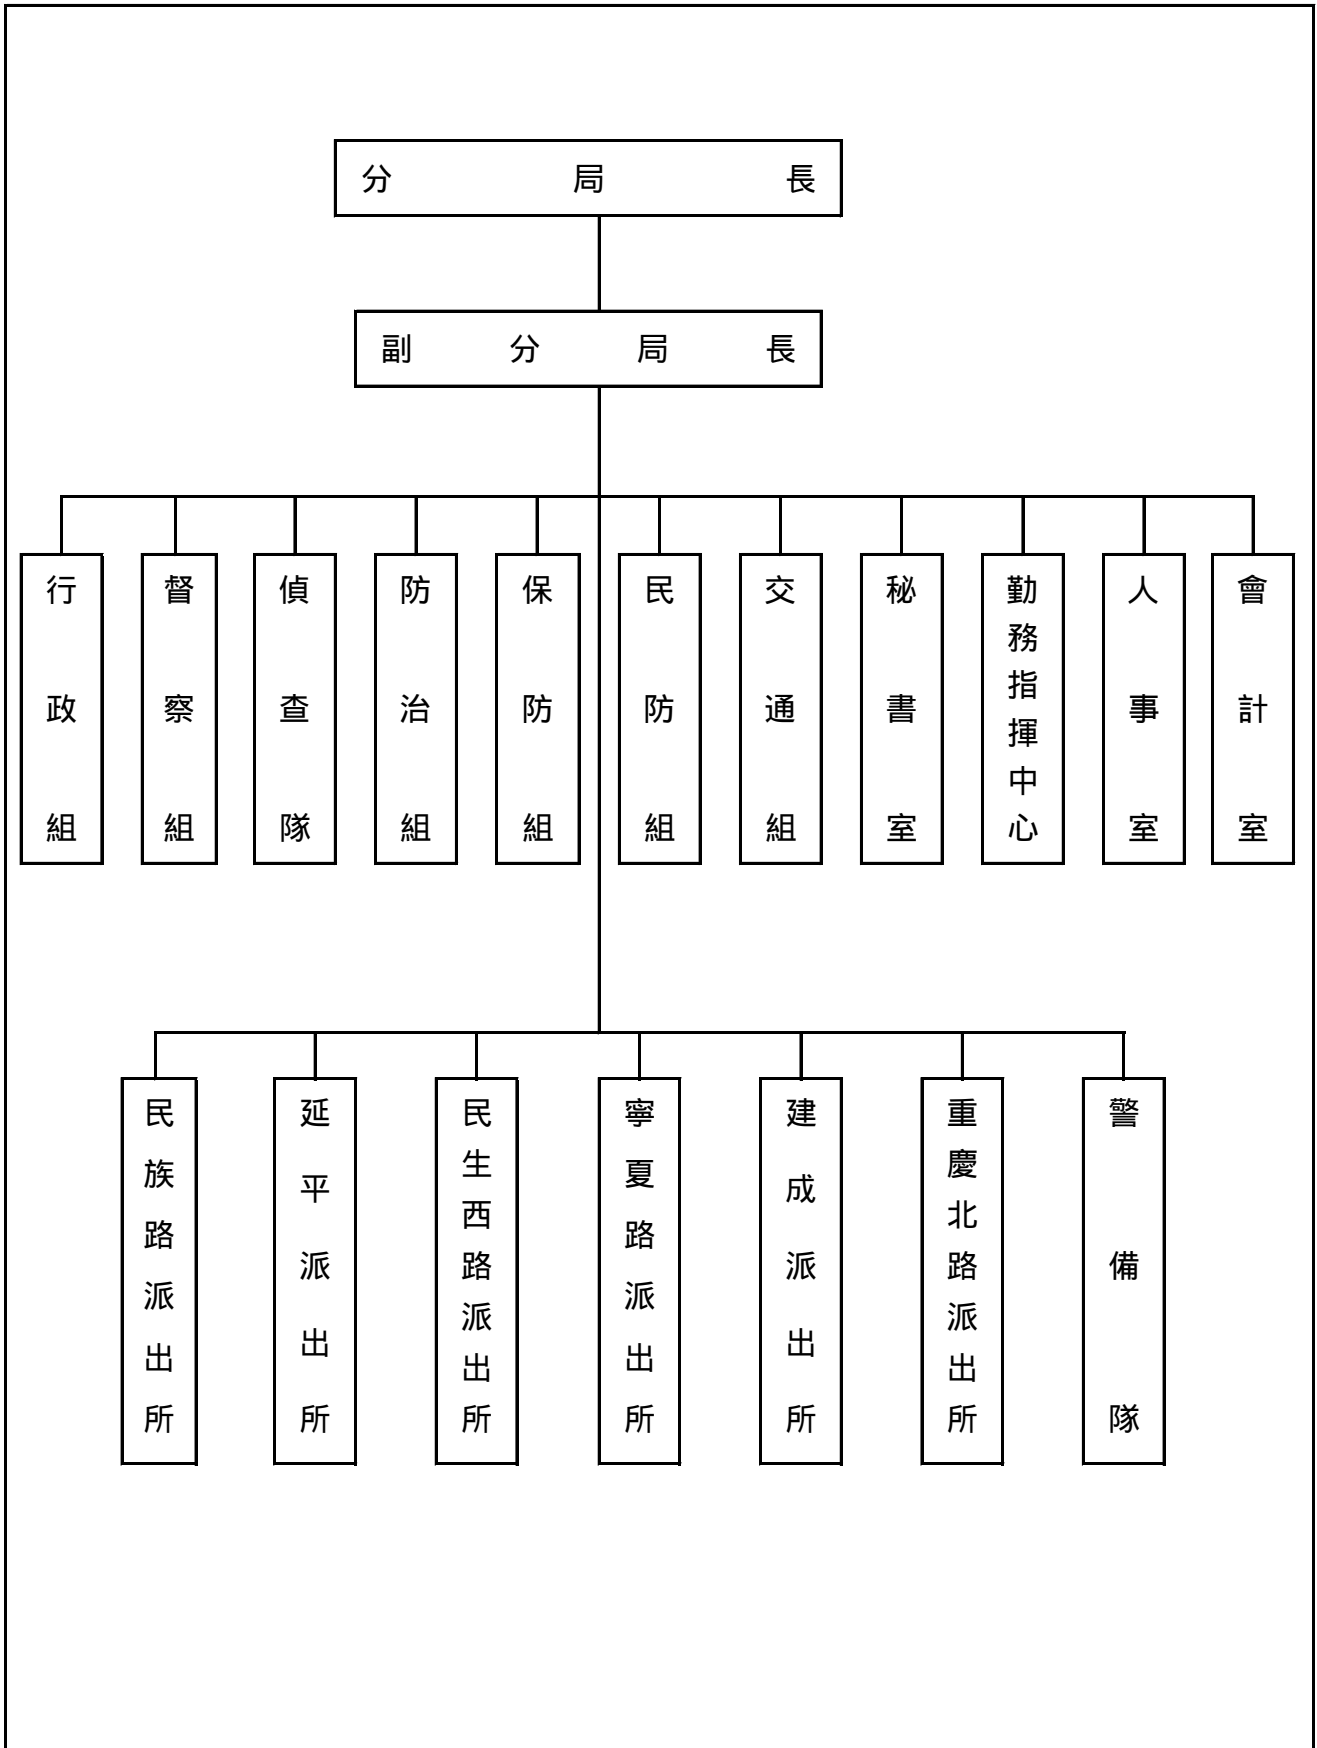 分局長
副分局長
行政組
督察組
偵查隊
防治組
保防組
民防組
交通組
秘書室
勤務指揮中心
人事室
會計室
民族路派出所
延平派出所
民生西路派出所
寧夏路派出所
建成派出所
重慶北路派出所
警備隊